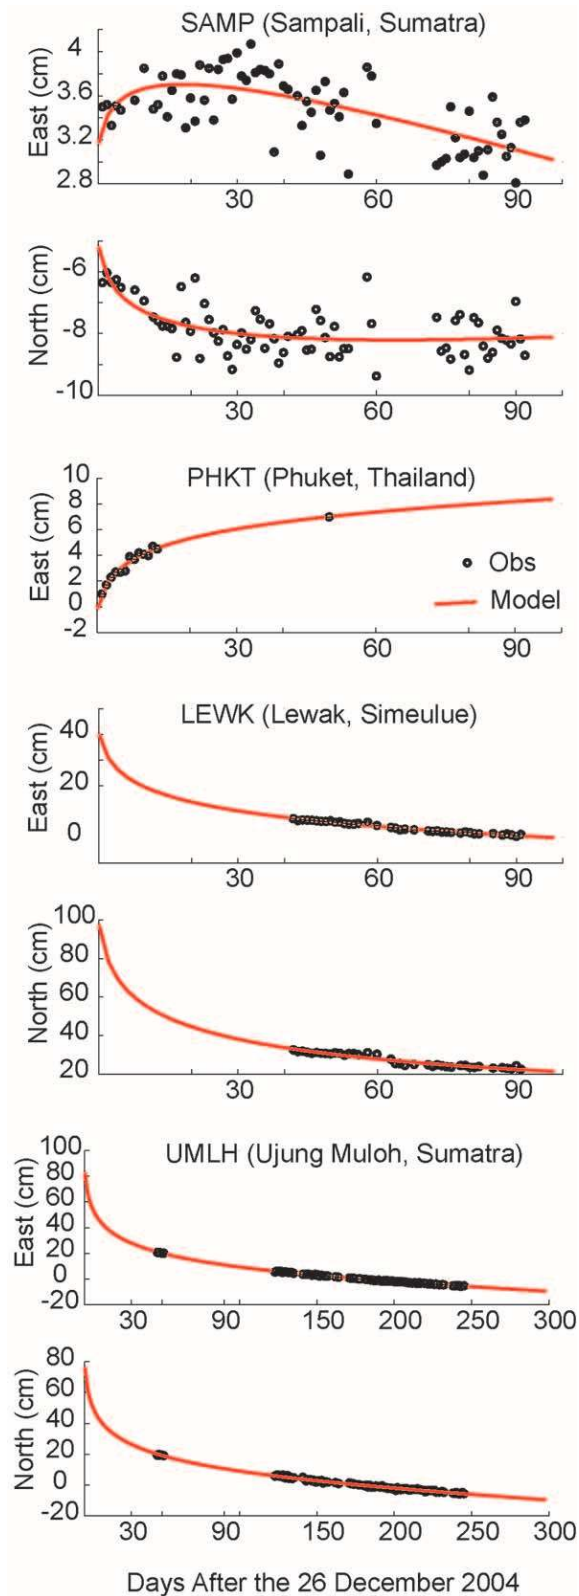 SAMP (Sampali, Sumatra)
East (cm)
4
3.6
3.2
2.8
30 60 90
North (cm)
-6
-8
-10
30 60 90
PHKT (Phuket, Thailand)
East (cm)
10
8
6
4
2
0
-2
Obs
Model
30 60 90
LEWK (Lewak, Simeulue)
East (cm)
40
20
0
30 60 90
North (cm)
100
80
60
40
20
30 60 90
UMLH (Ujung Muloh, Sumatra)
East (cm)
100
80
60
40
20
0
-20
30 90 150 200 250 300
North (cm)
80
60
40
20
0
-20
30 90 150 200 250 300
Days After the 26 December 2004